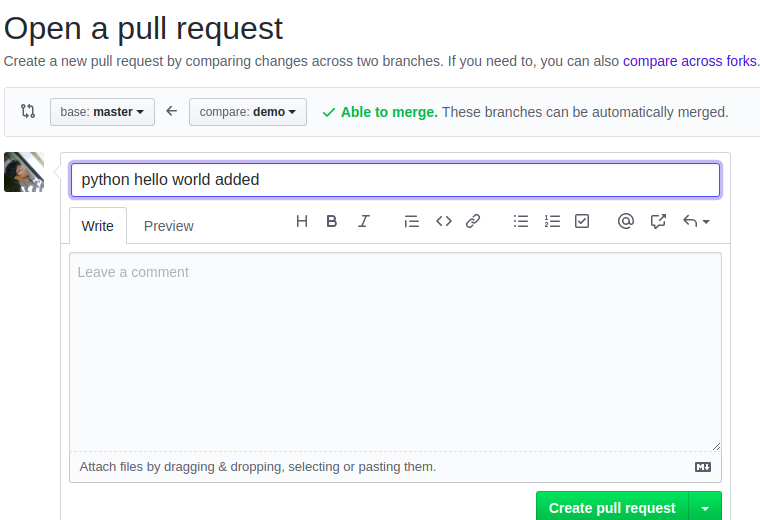 Open a pull request
Create a new pull request by comparing changes across two branches. If you need to, you can also compare across forks.
base: master compare: demo Able to merge. These branches can be automatically merged.
python hello world added
Write Preview H B I @
Leave a comment
Attach files by dragging & dropping, selecting or pasting them. M
Create pull request